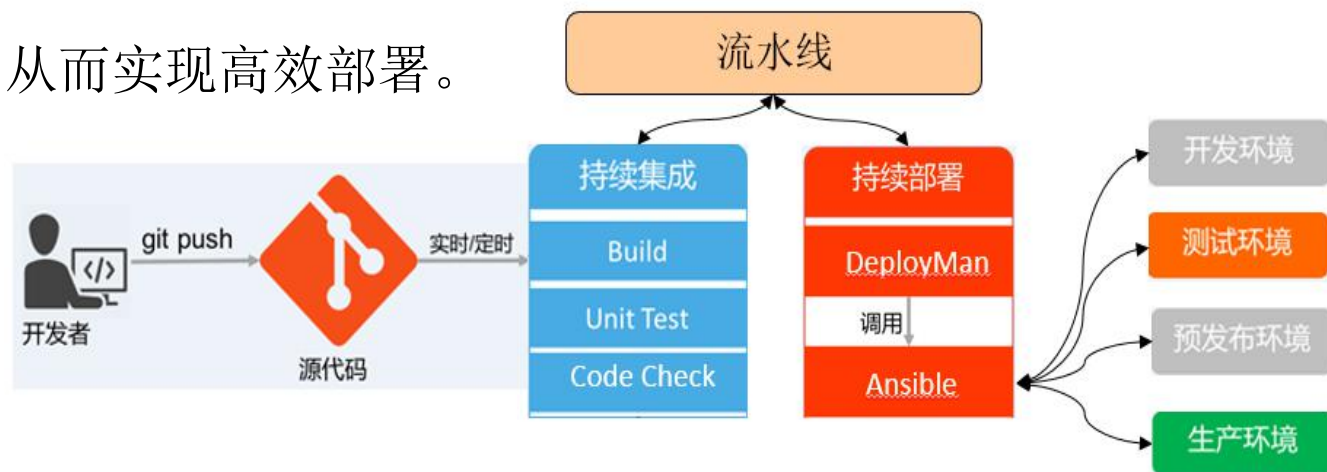 从而实现高效部署。
流水线
开发者
git push
源代码
实时/定时
持续集成
Build
Unit Test
Code Check
持续部署
DeployMan
调用
Ansible
开发环境
测试环境
预发布环境
生产环境